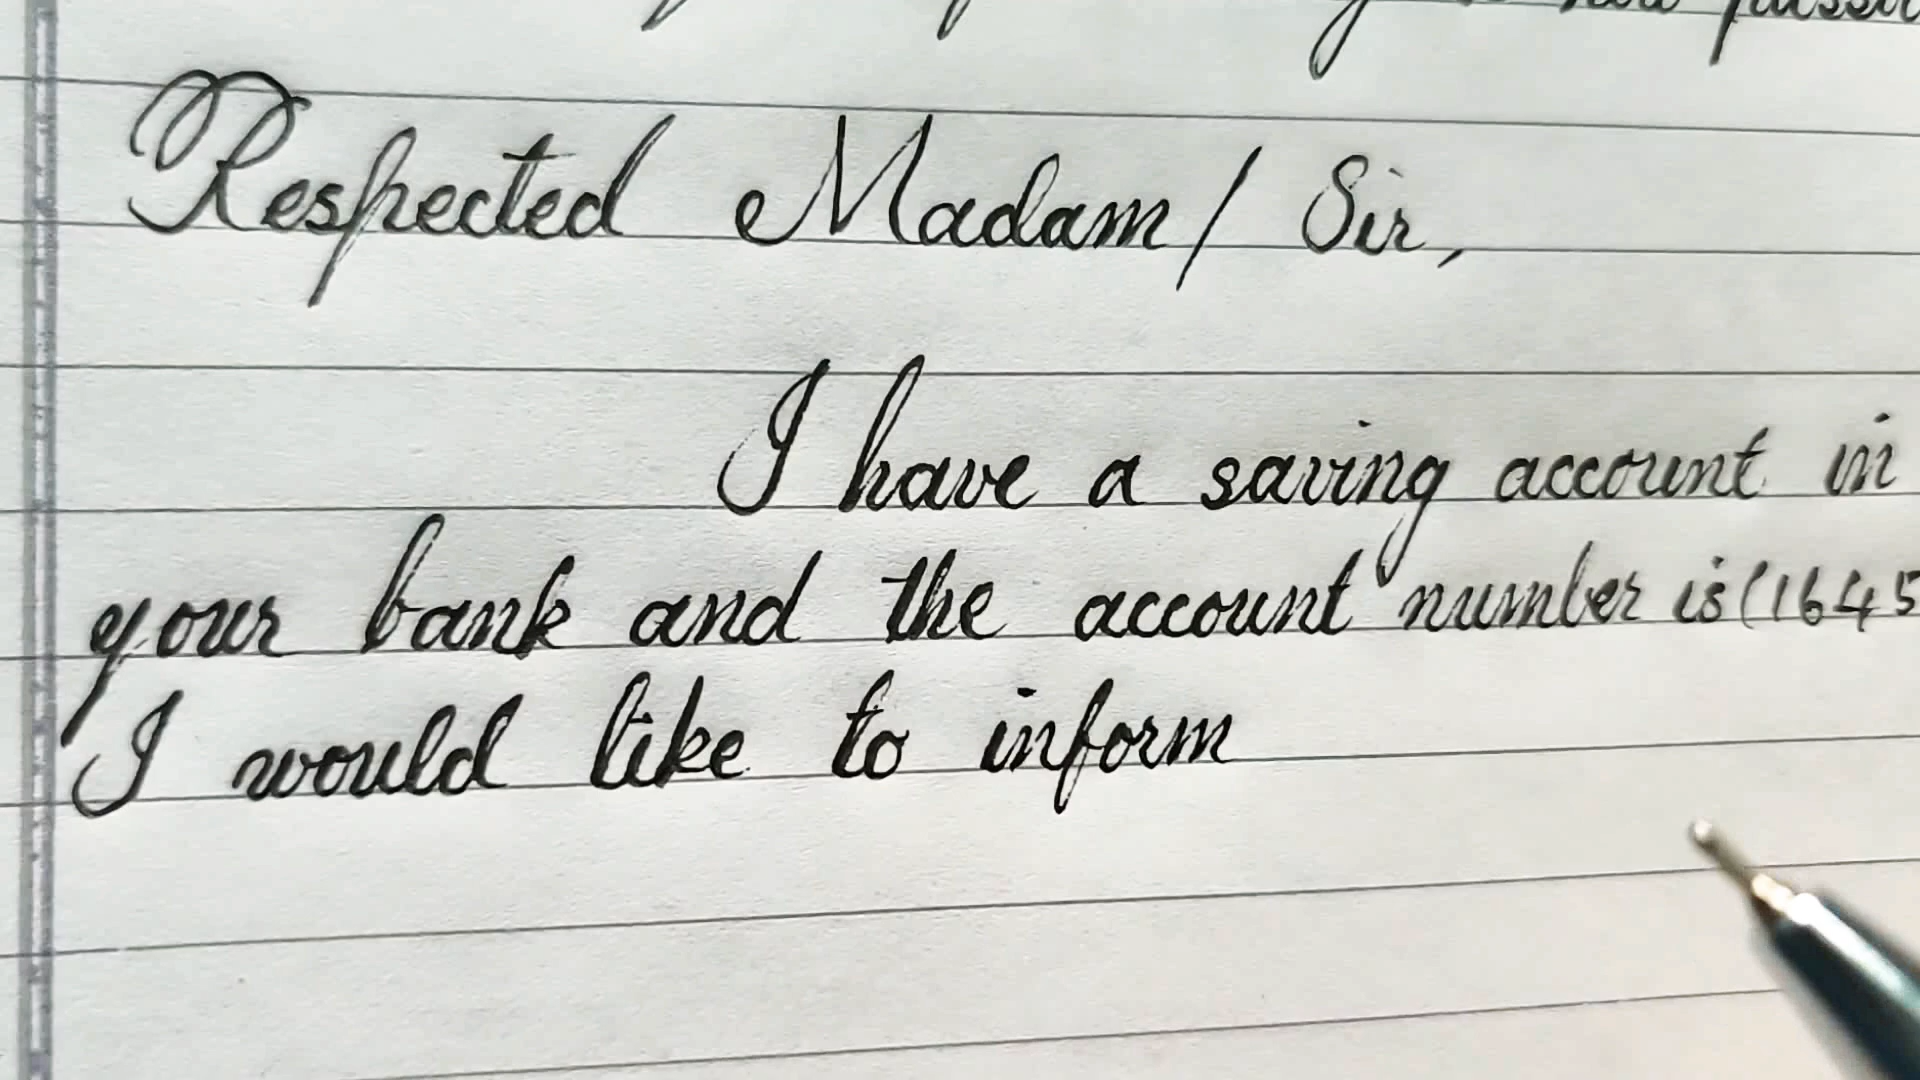 Respected Madam/ Sir,
I have a saving account in
your bank and the account number is (1645
I would like to inform